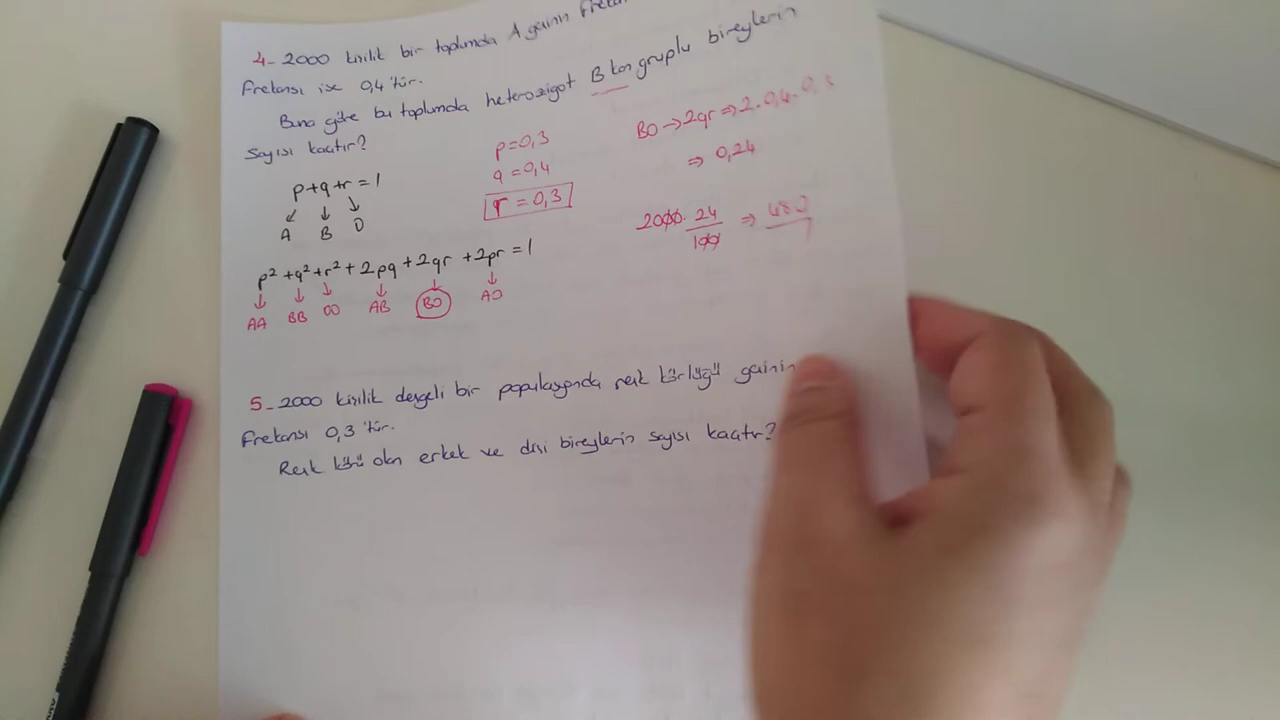 4- 2000 kişilik bir toplumda A geninin frekan
frekansı ise 0,4'tür.
Buna göre bu toplumda heterozigot B kan gruplu bireylerin
sayısı kaçtır?
p+q+r=1
A B O
p=0,3
q=0,4
r=0,3
BO→2qr⇒2.0,4.0,3
⇒ 0,24
2000. 24/100 ⇒ 480
p²+q²+r²+2pq+2qr+2pr=1
AA BB OO AB BO AO
5- 2000 kişilik dengeli bir populasyonda renk körlüğü geninin
frekansı 0,3'tür.
Renk körü olan erkek ve dişi bireylerin sayısı kaçtır?